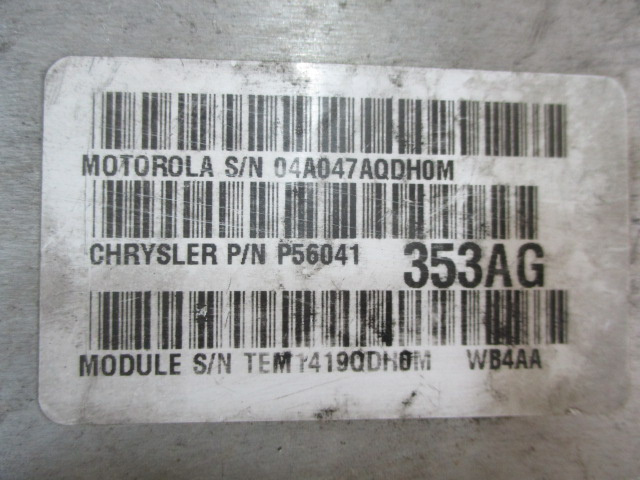 MOTOROLA S/N 04A047AQDH0M
CHRYSLER P/N P56041 353AG
MODULE S/N TEM1419QDH0M WB4AA